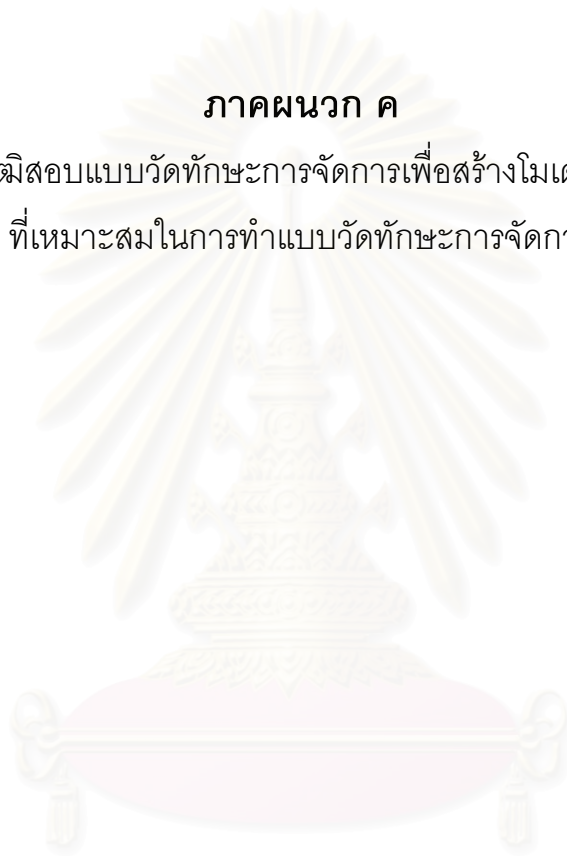 ภาคผนวก ค
ฒิสอบแบบวัดทักษะการจัดการเพื่อสร้างโมเด
ที่เหมาะสมในการทำแบบวัดทักษะการจัดกา